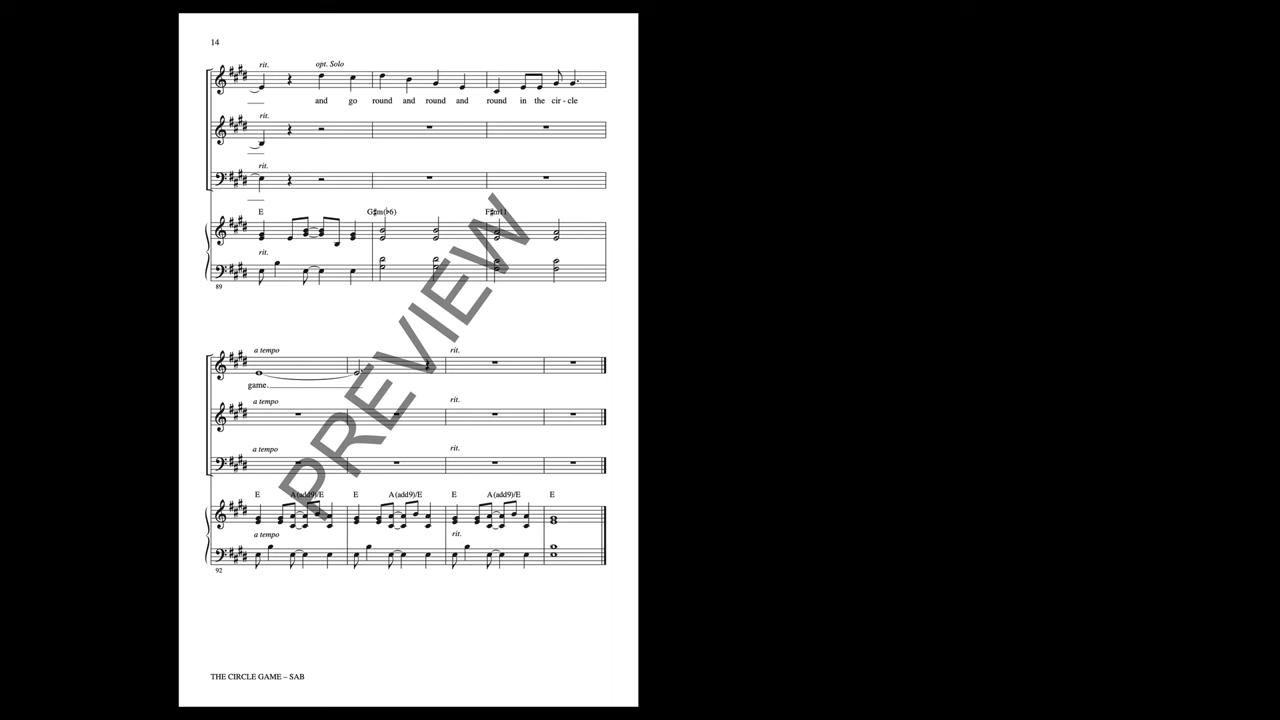 14
rit. opt. Solo
and go round and round and round in the cir - cle
rit.
rit.
E G♯m(♭6) F♯m11
rit.
89
a tempo rit.
game.
a tempo rit.
a tempo rit.
E A(add9)/E E A(add9)/E E A(add9)/E E
a tempo rit.
92
PREVIEW
THE CIRCLE GAME – SAB